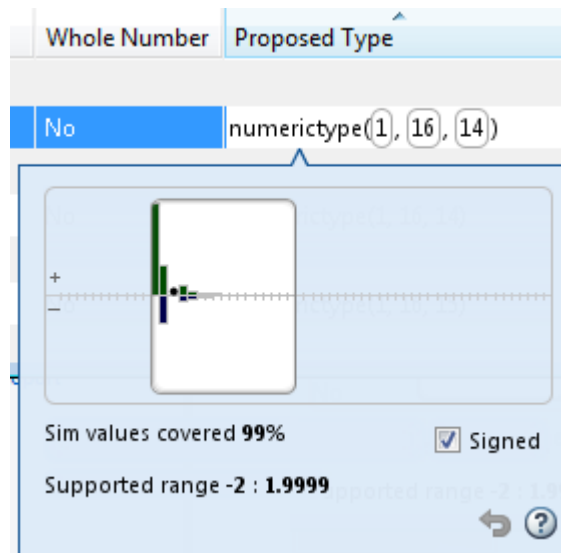 Whole Number Proposed Type
No numerictype(1, 16, 14)
+
−
Sim values covered 99%
Signed
Supported range -2 : 1.9999